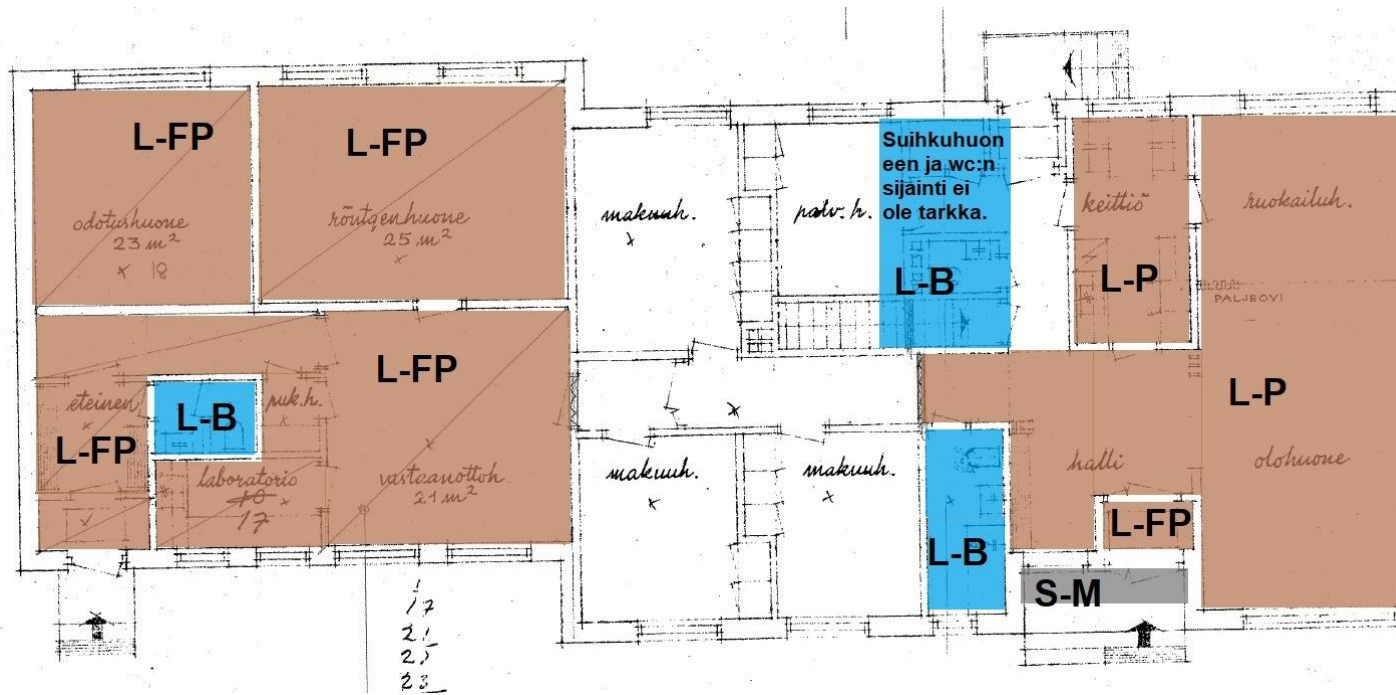 L-FP
odotushuone
23 m²
x 18
L-FP
röntgenhuone
25 m²
makuuh.
palv. h.
Suihkuhuon
een ja wc:n
sijainti ei
ole tarkka.
L-B
keittiö
L-P
ruokailuh.
PALJEOVI
L-P
olohuone
eteinen
L-FP
L-B
puk.h.
laboratorio
17
L-FP
vastaanottoh.
21 m²
makuuh.
makuuh.
L-B
halli
L-FP
S-M
17
21
25
23